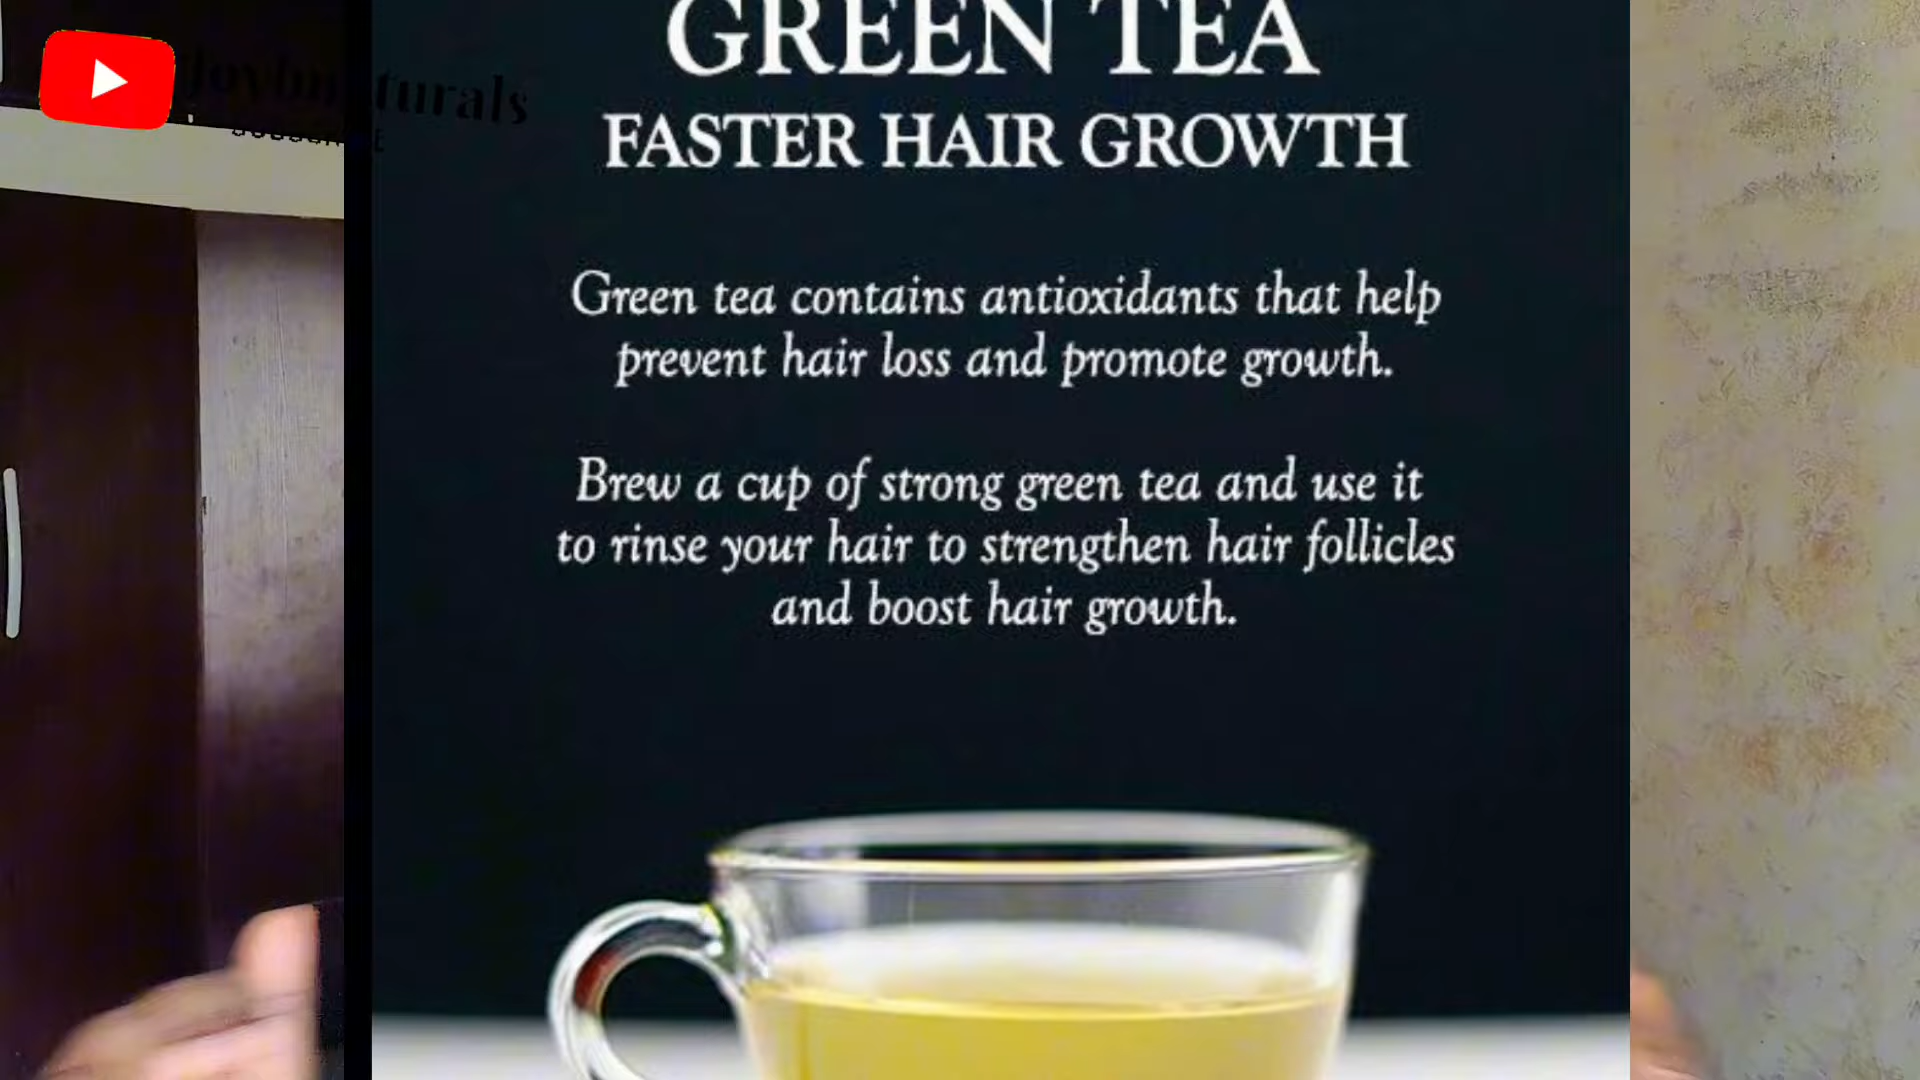 GREEN TEA
FASTER HAIR GROWTH
Green tea contains antioxidants that help
prevent hair loss and promote growth.
Brew a cup of strong green tea and use it
to rinse your hair to strengthen hair follicles
and boost hair growth.